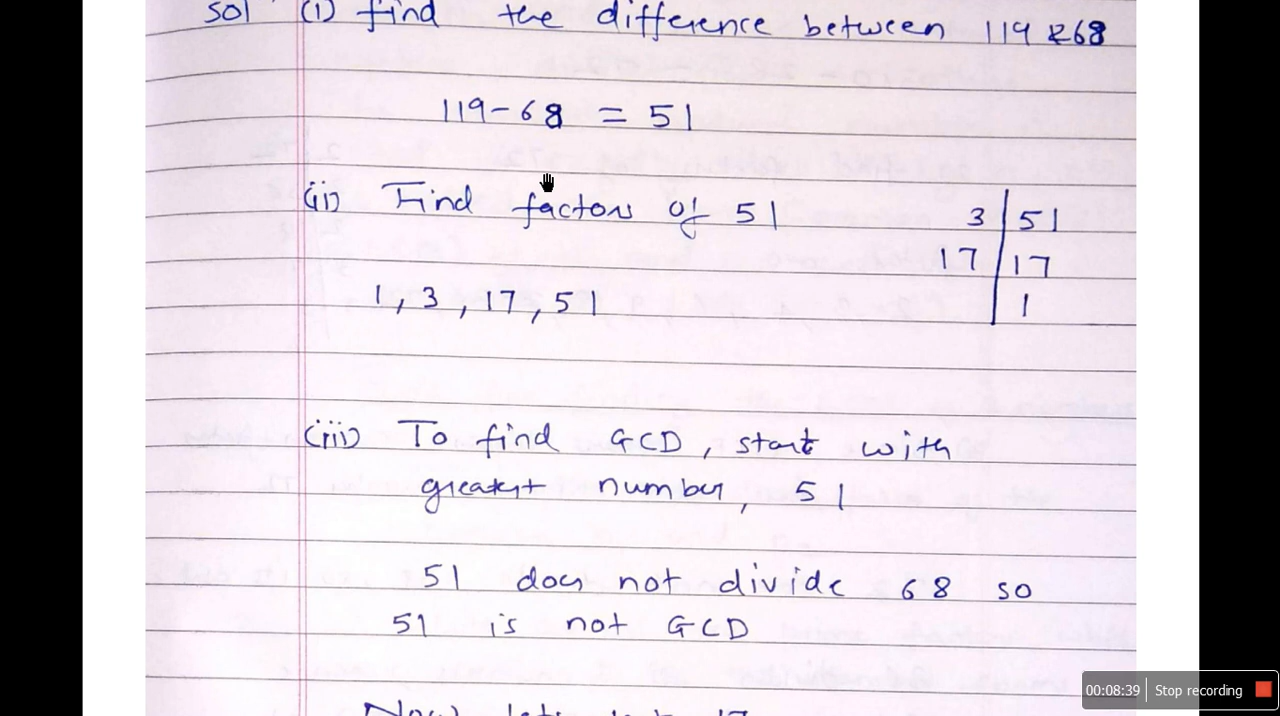 sol (i) find the difference between 119 & 68
119 - 68 = 51
(ii) Find factors of 51
3 | 51
17 | 17
1
1, 3, 17, 51
(iii) To find GCD, start with
greatest number, 51
51 does not divide 68 so
51 is not GCD
00:08:39 Stop recording